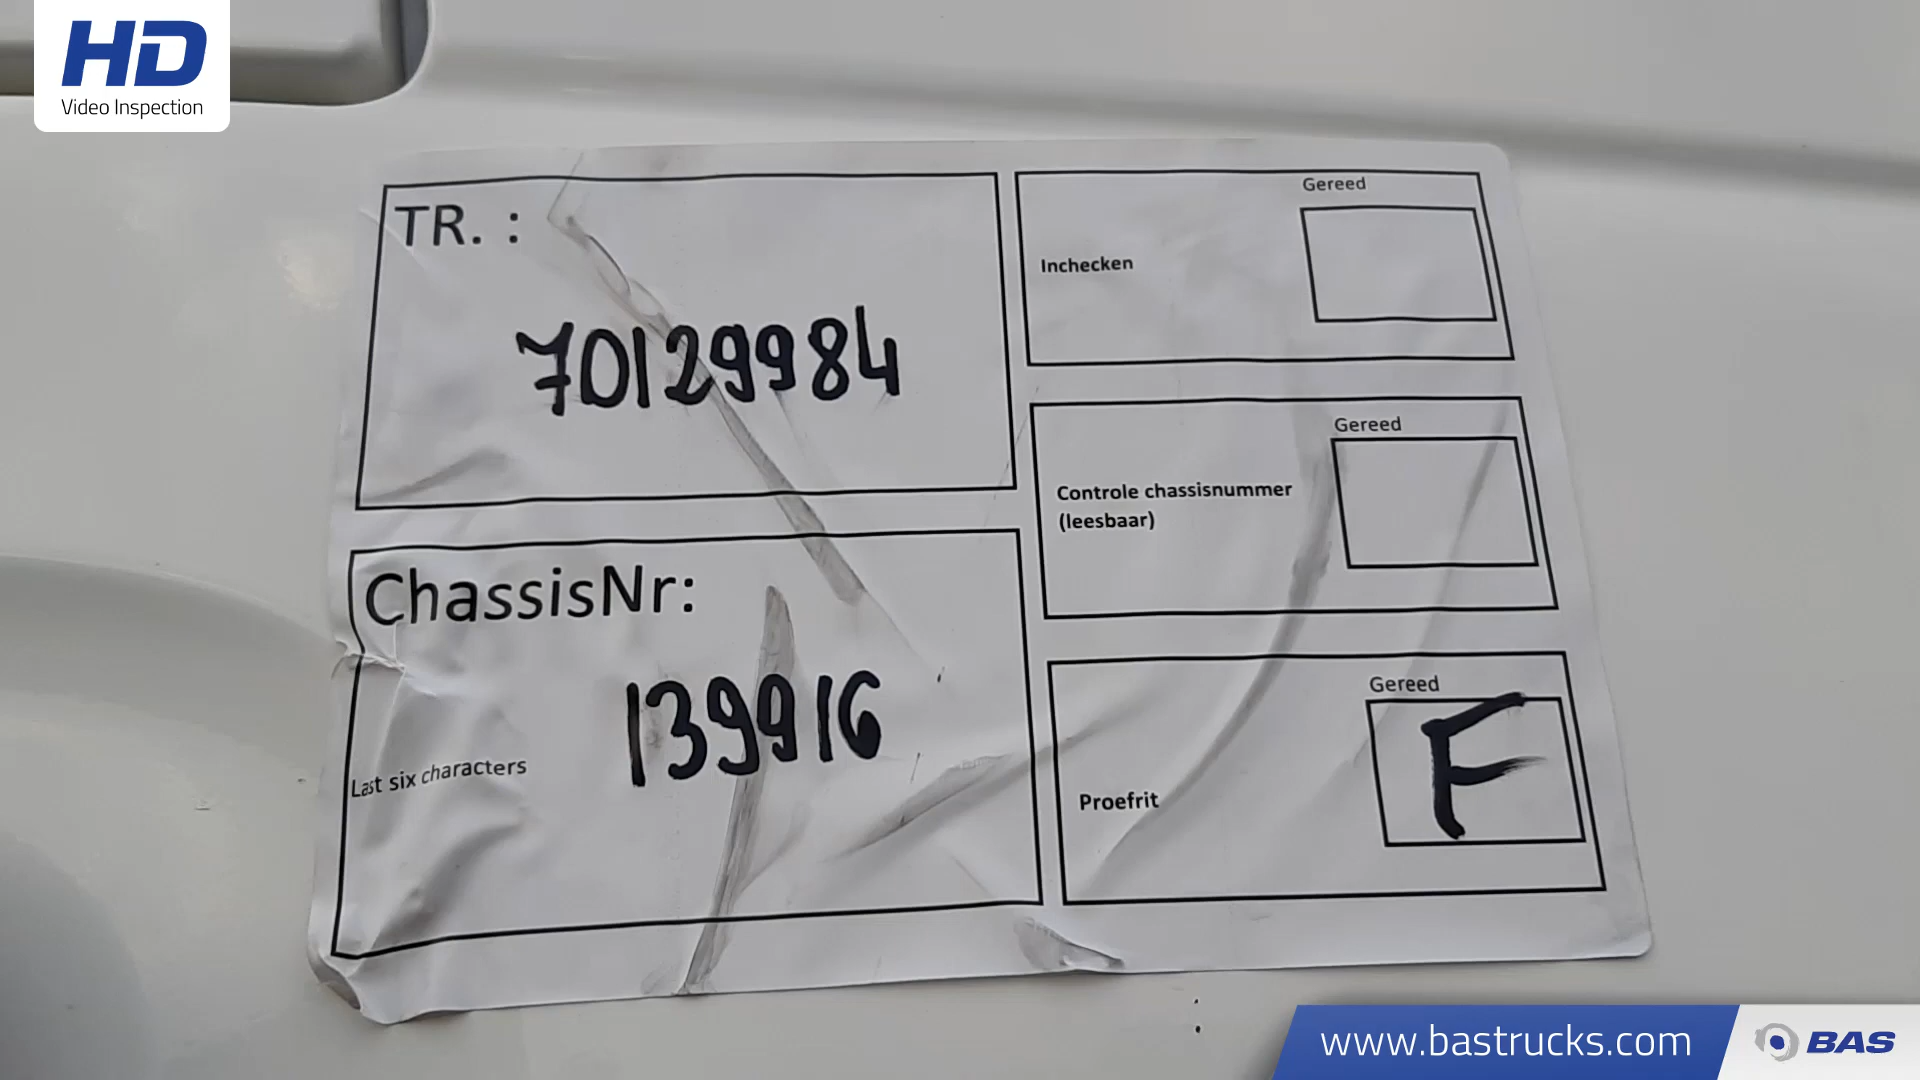 HD
Video Inspection
TR. :
70129984
ChassisNr:
139916
Last six characters
Gereed
Inchecken
Gereed
Controle chassisnummer
(leesbaar)
Gereed
F
Proefrit
www.bastrucks.com
BAS